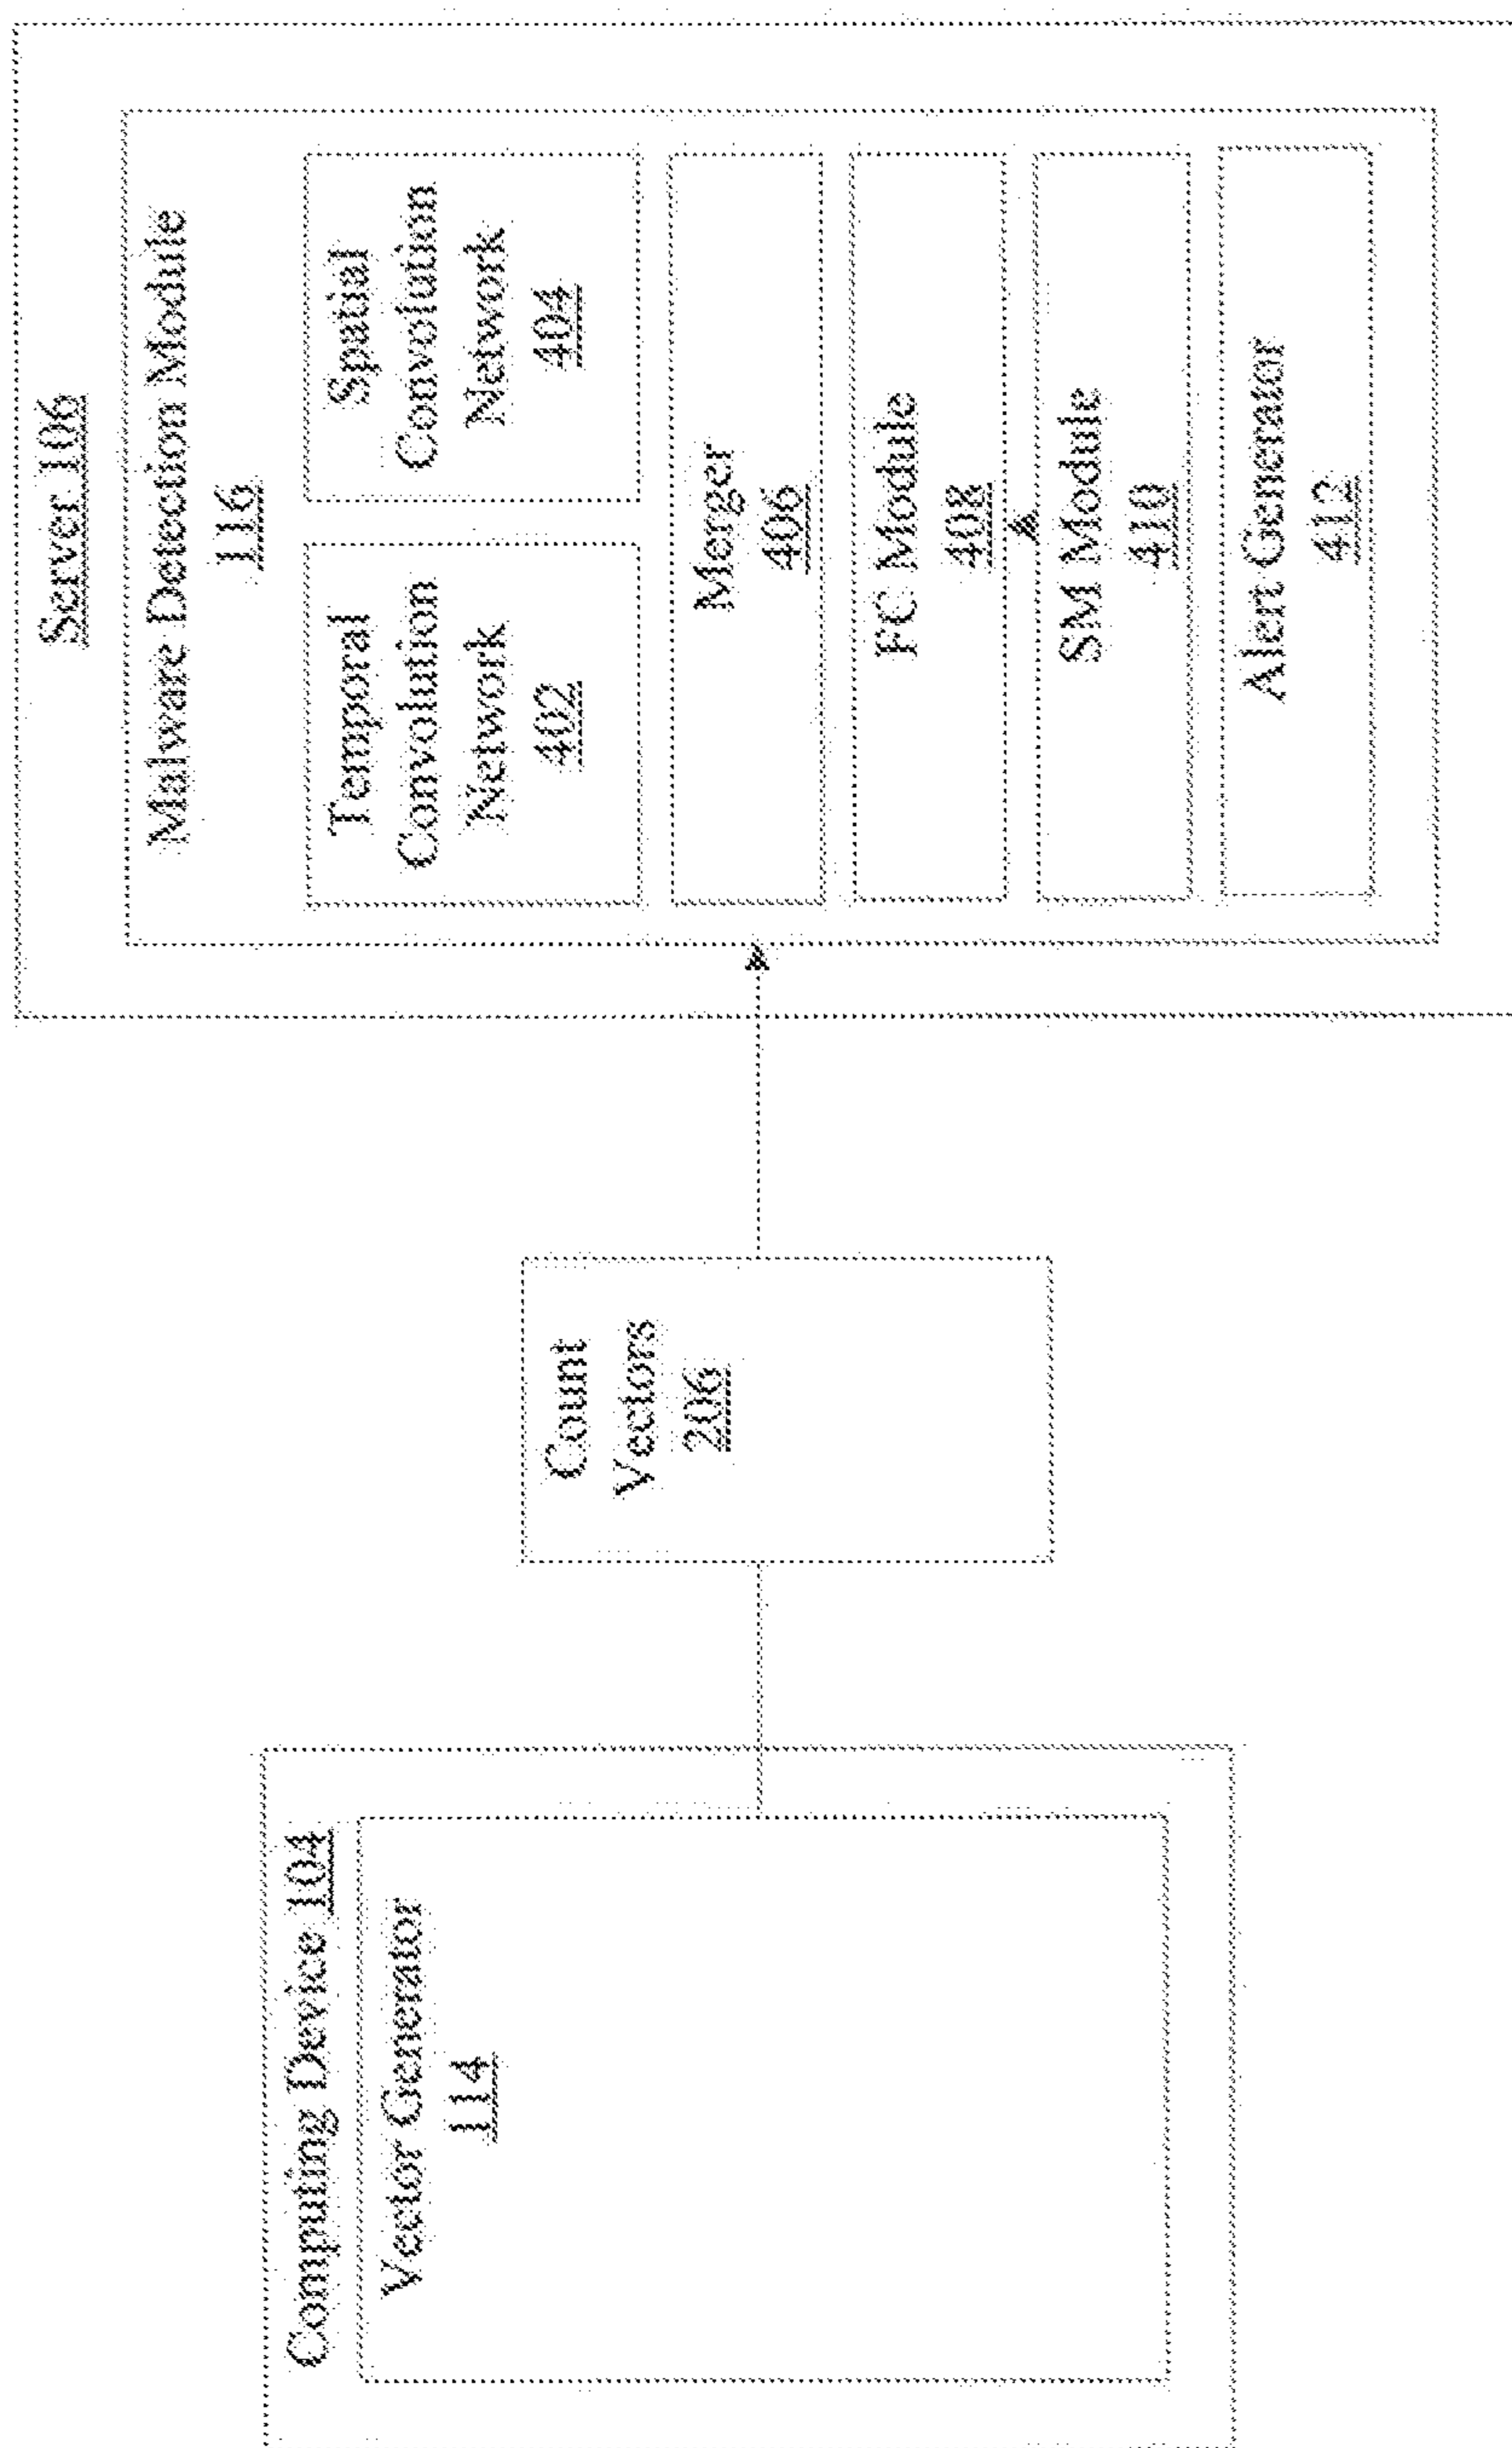 Computing Device 104
Vector Generator
114
Count
Vectors
206
Server 106
Malware Detection Module
116
Temporal
Convolution
Network
402
Spatial
Convolution
Network
404
Merger
406
FC Module
408
SM Module
410
Alert Generator
412